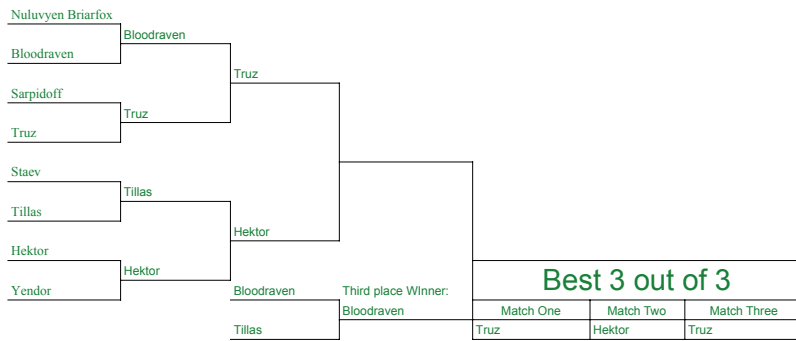 Nuluvyen Briarfox
Bloodraven
Bloodraven
Truz
Sarpidoff
Truz
Truz
Staev
Tillas
Tillas
Hektor
Hektor
Hektor
Yendor
Best 3 out of 3
Bloodraven Third place WInner:
Bloodraven Match One Match Two Match Three
Tillas Truz Hektor Truz